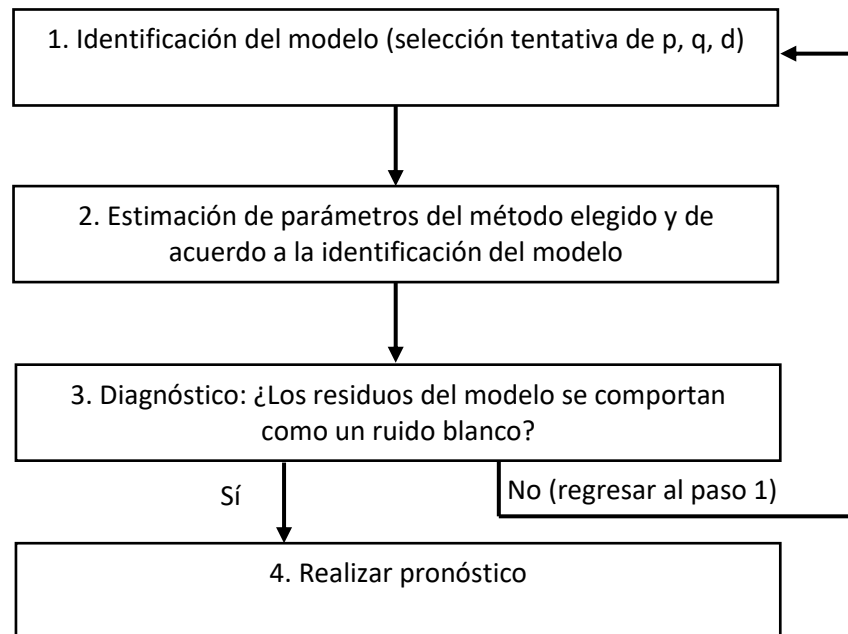 1. Identificación del modelo (selección tentativa de p, q, d)
2. Estimación de parámetros del método elegido y de
acuerdo a la identificación del modelo
3. Diagnóstico: ¿Los residuos del modelo se comportan
como un ruido blanco?
Sí
No (regresar al paso 1)
4. Realizar pronóstico